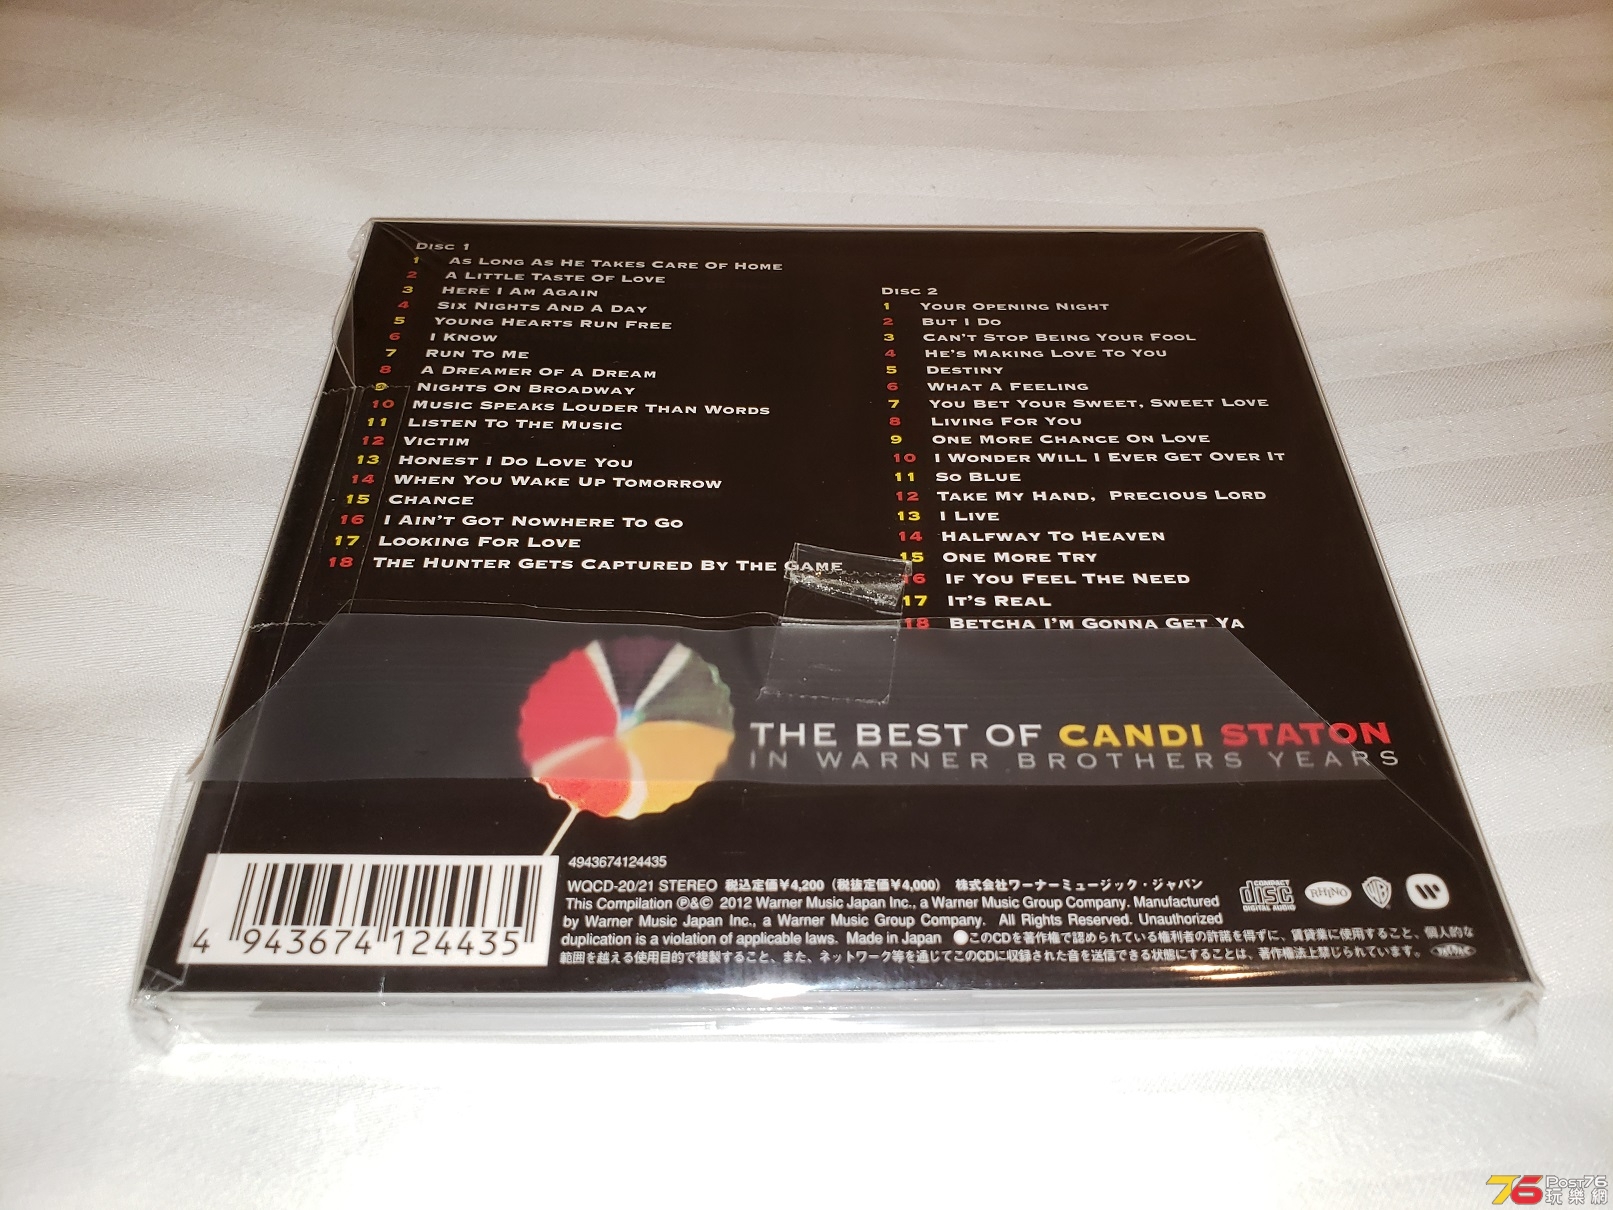 DISC 1
1 AS LONG AS HE TAKES CARE OF HOME
2 A LITTLE TASTE OF LOVE
3 HERE I AM AGAIN
4 SIX NIGHTS AND A DAY
5 YOUNG HEARTS RUN FREE
6 I KNOW
7 RUN TO ME
8 A DREAMER OF A DREAM
9 NIGHTS ON BROADWAY
10 MUSIC SPEAKS LOUDER THAN WORDS
11 LISTEN TO THE MUSIC
12 VICTIM
13 HONEST I DO LOVE YOU
14 WHEN YOU WAKE UP TOMORROW
15 CHANCE
16 I AIN'T GOT NOWHERE TO GO
17 LOOKING FOR LOVE
18 THE HUNTER GETS CAPTURED BY THE GAME
DISC 2
1 YOUR OPENING NIGHT
2 BUT I DO
3 CAN'T STOP BEING YOUR FOOL
4 HE'S MAKING LOVE TO YOU
5 DESTINY
6 WHAT A FEELING
7 YOU BET YOUR SWEET, SWEET LOVE
8 LIVING FOR YOU
9 ONE MORE CHANCE ON LOVE
10 I WONDER WILL I EVER GET OVER IT
11 SO BLUE
12 TAKE MY HAND, PRECIOUS LORD
13 I LIVE
14 HALFWAY TO HEAVEN
15 ONE MORE TRY
16 IF YOU FEEL THE NEED
17 IT'S REAL
18 BETCHA I'M GONNA GET YA
THE BEST OF CANDI STATON
IN WARNER BROTHERS YEARS
4943674124435
WQCD-20/21 STEREO 税込定価¥4,200（税抜定価¥4,000） 株式会社ワーナーミュージック・ジャパン
This Compilation ℗&© 2012 Warner Music Japan Inc., a Warner Music Group Company. Manufactured
by Warner Music Japan Inc., a Warner Music Group Company. All Rights Reserved. Unauthorized
duplication is a violation of applicable laws. Made in Japan ●このCDを著作権で認められている権利者の許諾を得ずに、賃貸業に使用すること、個人的な
範囲を越える使用目的で複製すること、また、ネットワーク等を通じてこのCDに収録された音を送信できる状態にすることは、著作権法上禁じられています。
COMPACT
disc
DIGITAL AUDIO
RHINO
4 943674 124435
76 Post76
玩樂網